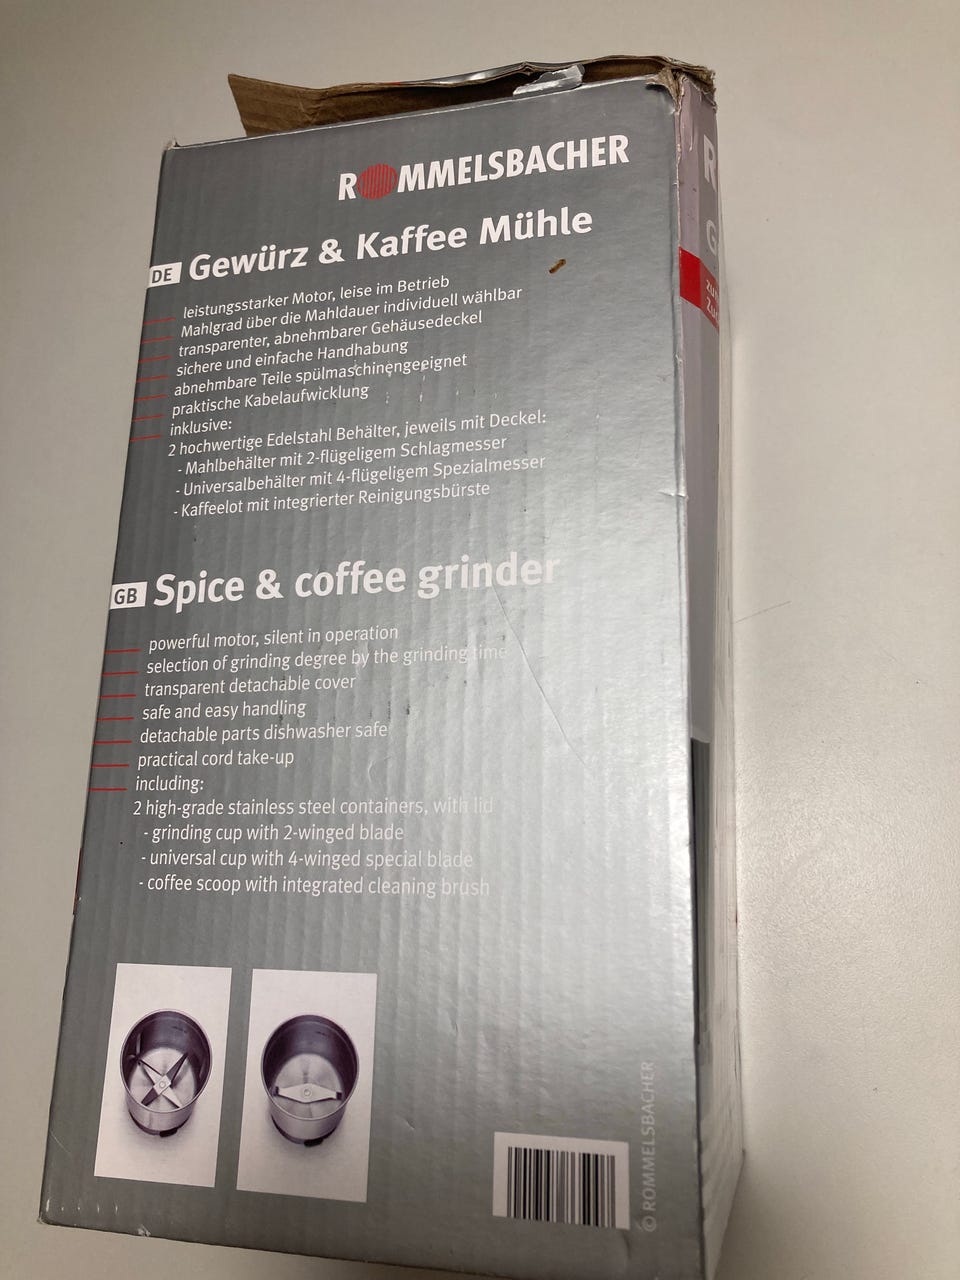 ROMMELSBACHER
DE Gewürz & Kaffee Mühle
leistungsstarker Motor, leise im Betrieb
Mahlgrad über die Mahldauer individuell wählbar
transparenter, abnehmbarer Gehäusedeckel
sichere und einfache Handhabung
abnehmbare Teile spülmaschinengeeignet
praktische Kabelaufwicklung
inklusive:
2 hochwertige Edelstahl Behälter, jeweils mit Deckel:
- Mahlbehälter mit 2-flügeligem Schlagmesser
- Universalbehälter mit 4-flügeligem Spezialmesser
- Kaffeelot mit integrierter Reinigungsbürste
GB Spice & coffee grinder
powerful motor, silent in operation
selection of grinding degree by the grinding time
transparent detachable cover
safe and easy handling
detachable parts dishwasher safe
practical cord take-up
including:
2 high-grade stainless steel containers, with lid
- grinding cup with 2-winged blade
- universal cup with 4-winged special blade
- coffee scoop with integrated cleaning brush
© ROMMELSBACHER
R
G